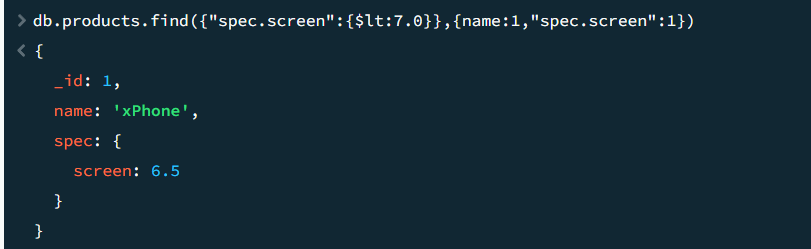 > db.products.find({"spec.screen":{$lt:7.0}},{name:1,"spec.screen":1})
< {
_id: 1,
name: 'xPhone',
spec: {
screen: 6.5
}
}